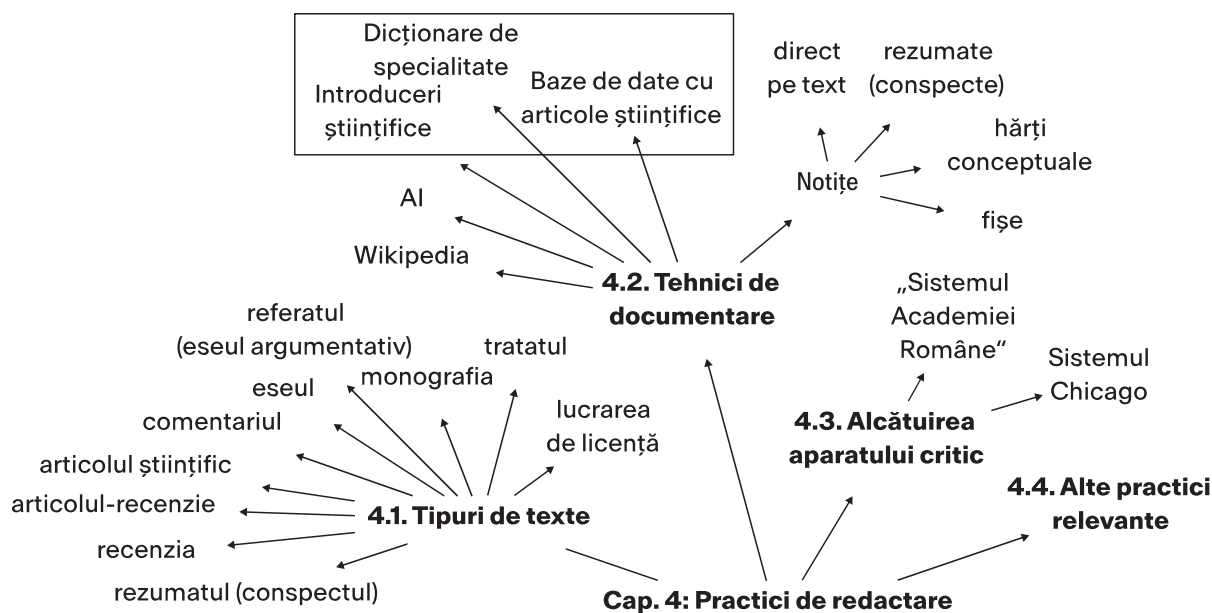 Dicționare de
specialitate
Introduceri
științifice
Baze de date cu
articole științifice
direct
pe text
rezumate
(conspecte)
hărți
conceptuale
Notițe
fișe
AI
Wikipedia
4.2. Tehnici de
documentare
„Sistemul
Academiei
Române“
Sistemul
Chicago
4.3. Alcătuirea
aparatului critic
4.4. Alte practici
relevante
referatul
(eseul argumentativ)
tratatul
monografia
eseul
lucrarea
de licență
comentariul
articolul științific
articolul-recenzie
4.1. Tipuri de texte
recenzia
rezumatul (conspectul)
Cap. 4: Practici de redactare